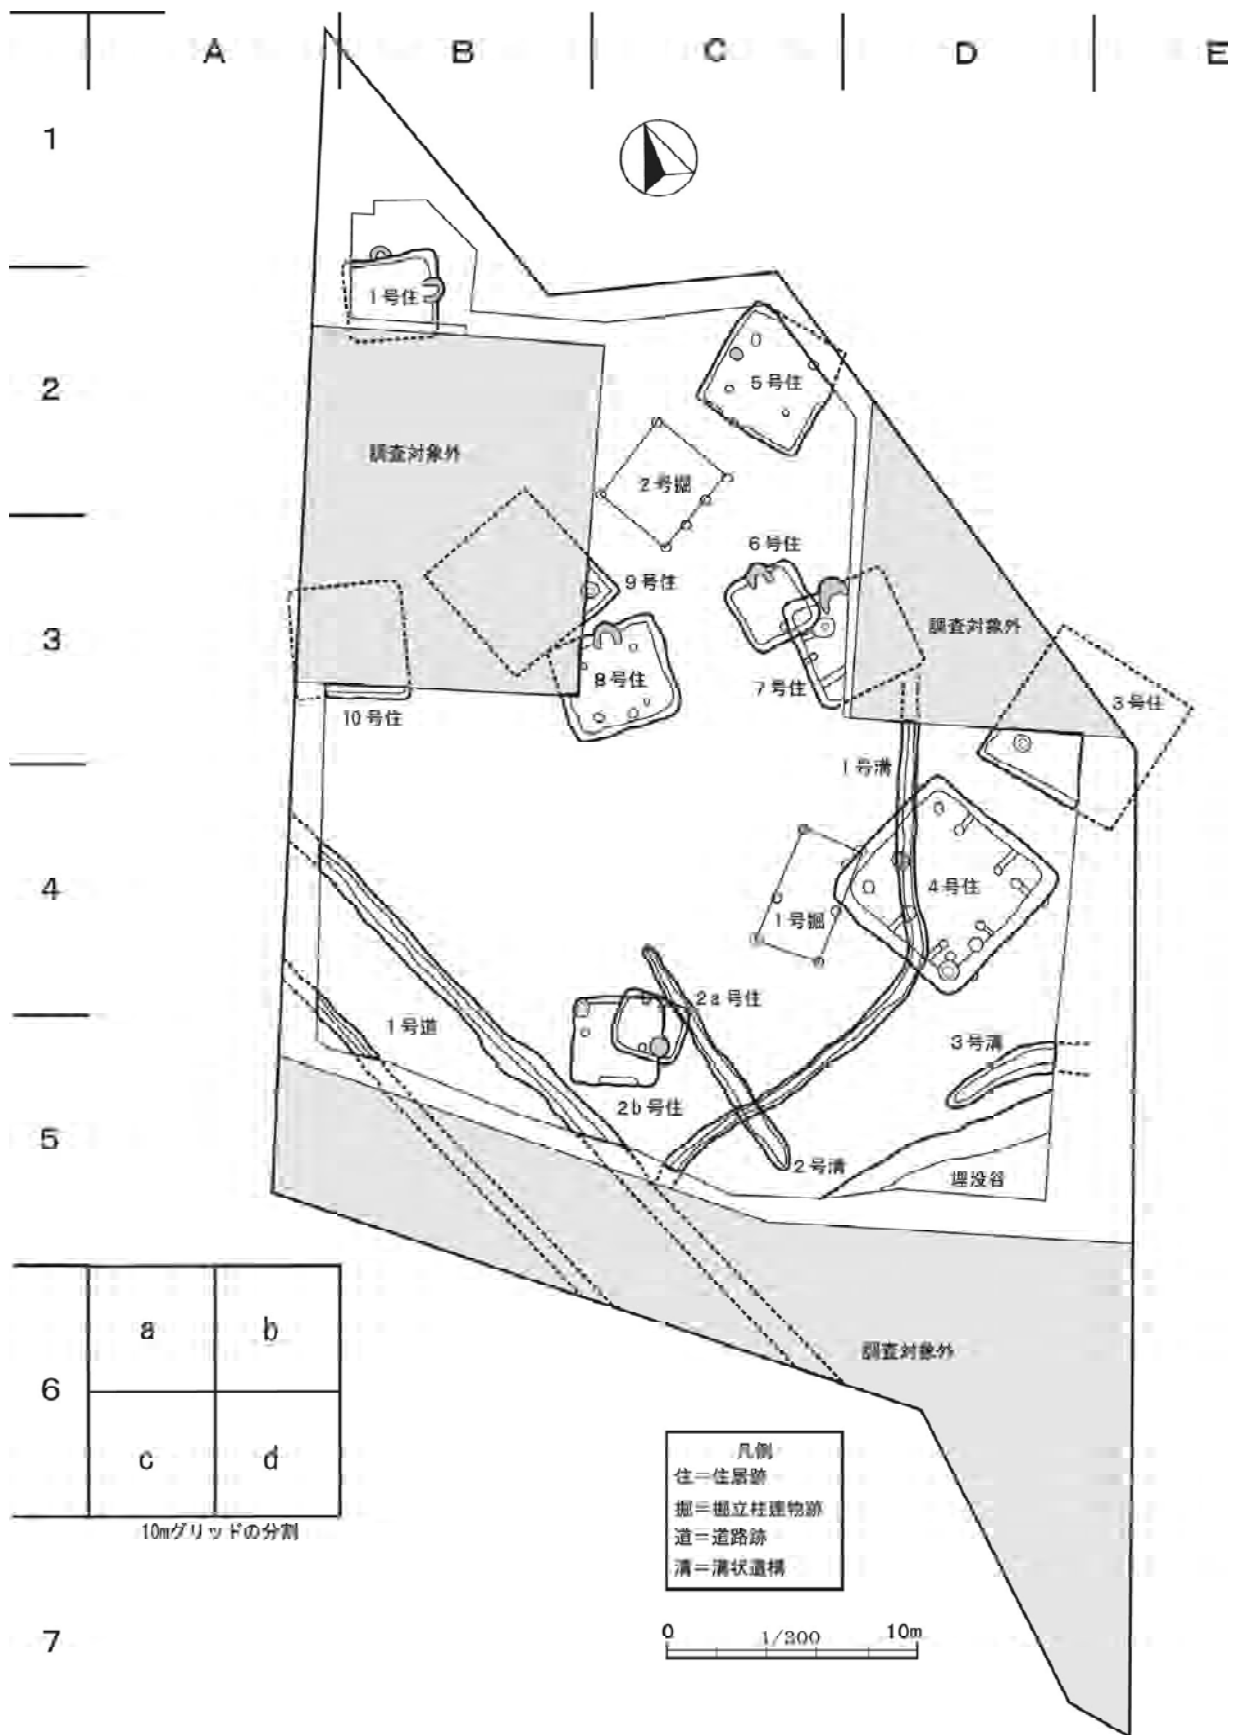 A B C D E
1
1号住
2
5号住
調査対象外
2号掘
6号住
9号住
3
調査対象外
8号住
7号住
3号住
10号住
1号溝
4
4号住
1号掘
2a号住
1号道
3号溝
2b号住
5
2号溝
埋没谷
a b
調査対象外
6
c d
凡例
住=住居跡
掘=掘立柱建物跡
道=道路跡
溝=溝状遺構
10mグリッドの分割
7
0 1/300 10m